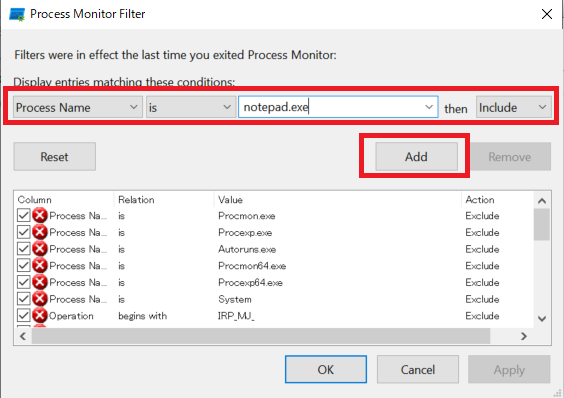 Process Monitor Filter
Filters were in effect the last time you exited Process Monitor:
Display entries matching these conditions:
Process Name is notepad.exe then Include
Reset Add Remove
Column Relation Value Action
Process Na... is Procmon.exe Exclude
Process Na... is Procexp.exe Exclude
Process Na... is Autoruns.exe Exclude
Process Na... is Procmon64.exe Exclude
Process Na... is Procexp64.exe Exclude
Process Na... is System Exclude
Operation begins with IRP_MJ_ Exclude
OK Cancel Apply